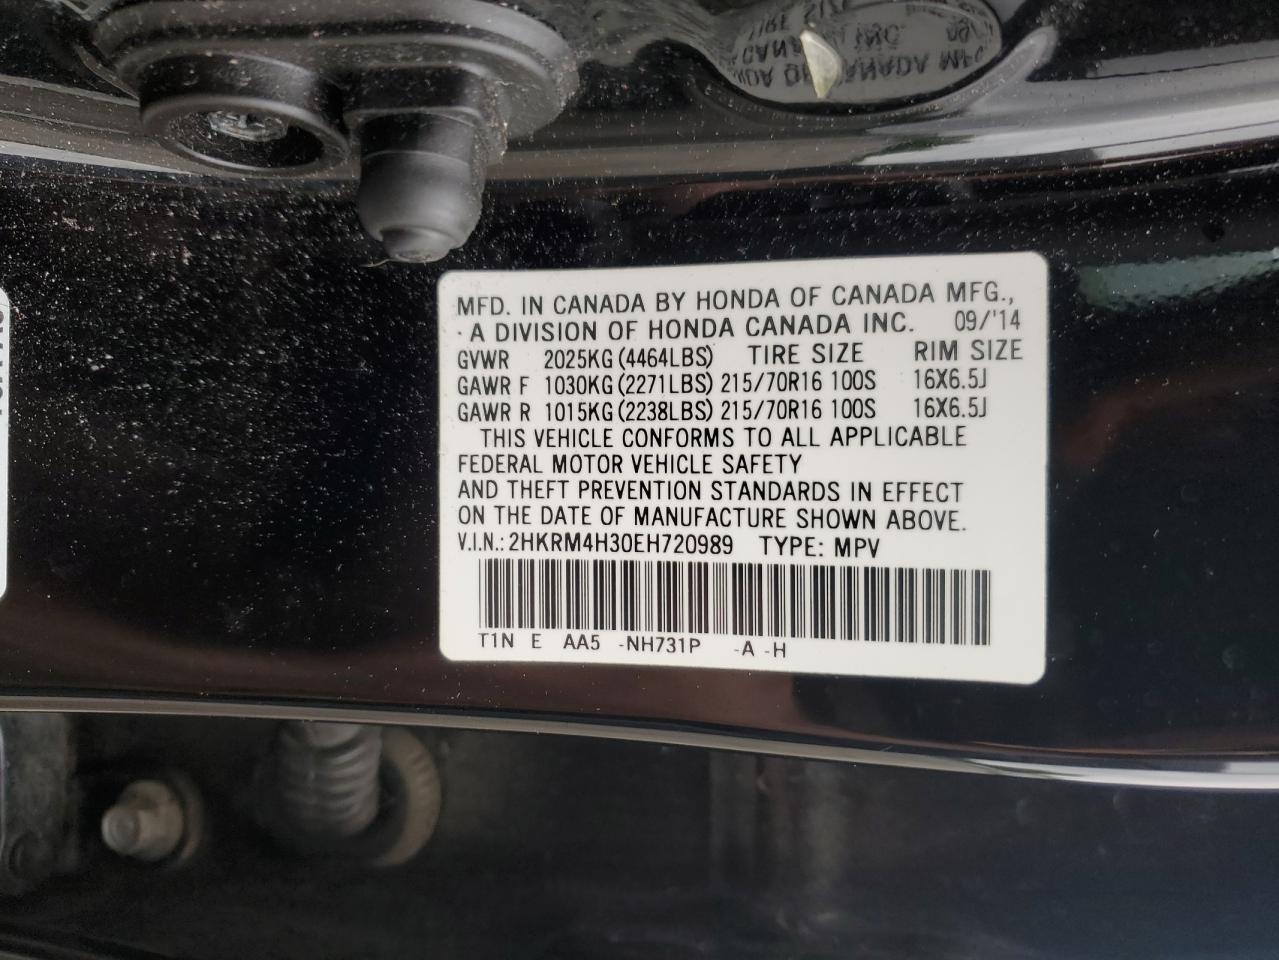 MFD. IN CANADA BY HONDA OF CANADA MFG.,
A DIVISION OF HONDA CANADA INC. 09/'14
GVWR 2025KG (4464LBS) TIRE SIZE RIM SIZE
GAWR F 1030KG (2271LBS) 215/70R16 100S 16X6.5J
GAWR R 1015KG (2238LBS) 215/70R16 100S 16X6.5J
THIS VEHICLE CONFORMS TO ALL APPLICABLE
FEDERAL MOTOR VEHICLE SAFETY
AND THEFT PREVENTION STANDARDS IN EFFECT
ON THE DATE OF MANUFACTURE SHOWN ABOVE.
V.I.N.: 2HKRM4H30EH720989 TYPE: MPV
T1N E AA5 -NH731P -A -H